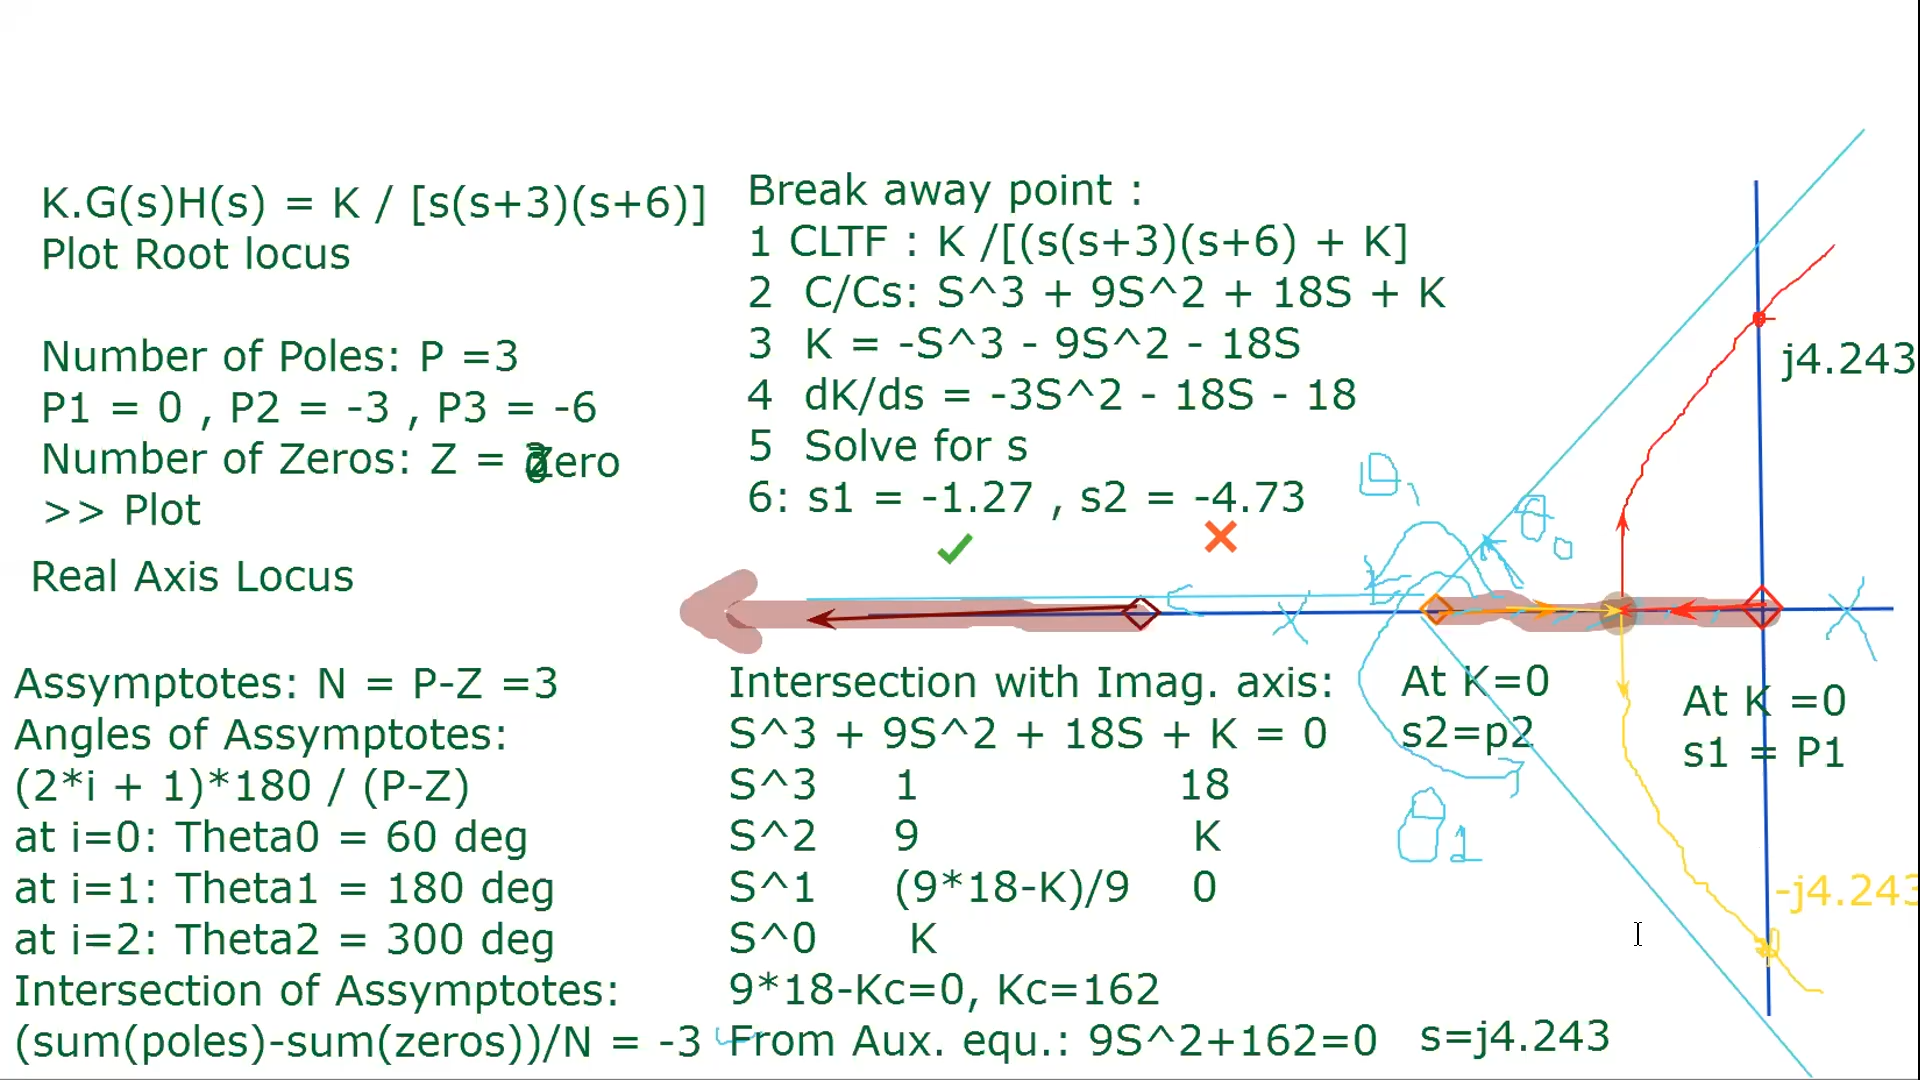 K.G(s)H(s) = K / [s(s+3)(s+6)]
Plot Root locus
Number of Poles: P =3
P1 = 0 , P2 = -3 , P3 = -6
Number of Zeros: Z =
>> Plot
Real Axis Locus
Assymptotes: N = P-Z =3
Angles of Assymptotes:
(2*i + 1)*180 / (P-Z)
at i=0: Theta0 = 60 deg
at i=1: Theta1 = 180 deg
at i=2: Theta2 = 300 deg
Intersection of Assymptotes:
(sum(poles)-sum(zeros))/N = -3
Break away point :
1 CLTF : K /[(s(s+3)(s+6) + K]
2 C/Cs: S^3 + 9S^2 + 18S + K
3 K = -S^3 - 9S^2 - 18S
4 dK/ds = -3S^2 - 18S - 18
5 Solve for s
6: s1 = -1.27 , s2 = -4.73
Intersection with Imag. axis:
S^3 + 9S^2 + 18S + K = 0
S^3 1 18
S^2 9 K
S^1 (9*18-K)/9 0
S^0 K
9*18-Kc=0, Kc=162
From Aux. equ.: 9S^2+162=0 s=j4.243
j4.243
At K=0
s2=p2
At K =0
s1 = P1
-j4.243